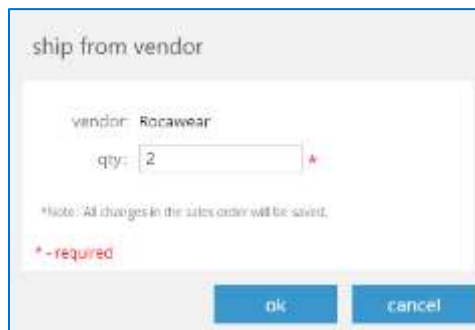 ship from vendor
vendor: Rocawear
qty: 2 *
*Note: All changes in the sales order will be saved.
* - required
ok cancel